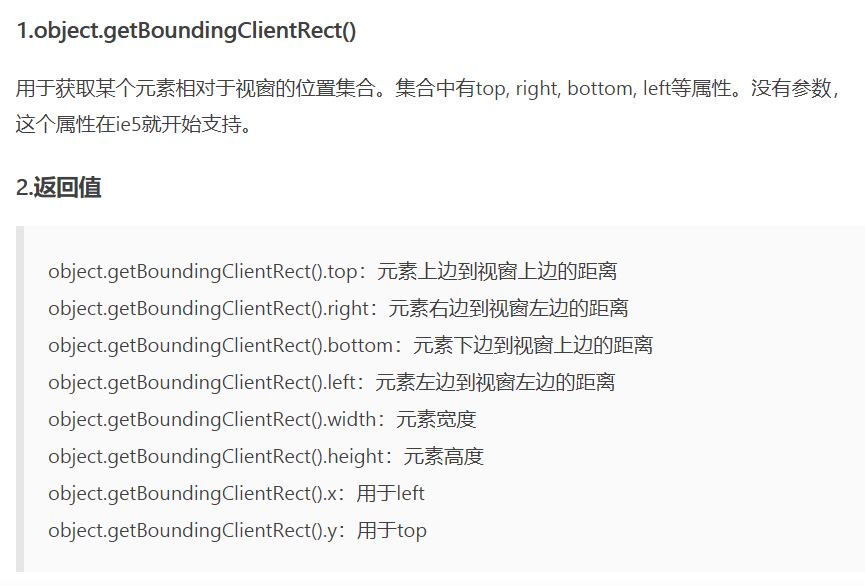 1.object.getBoundingClientRect()
用于获取某个元素相对于视窗的位置集合。集合中有top, right, bottom, left等属性。没有参数，
这个属性在ie5就开始支持。
2.返回值
object.getBoundingClientRect().top：元素上边到视窗上边的距离
object.getBoundingClientRect().right：元素右边到视窗左边的距离
object.getBoundingClientRect().bottom：元素下边到视窗上边的距离
object.getBoundingClientRect().left：元素左边到视窗左边的距离
object.getBoundingClientRect().width：元素宽度
object.getBoundingClientRect().height：元素高度
object.getBoundingClientRect().x：用于left
object.getBoundingClientRect().y：用于top